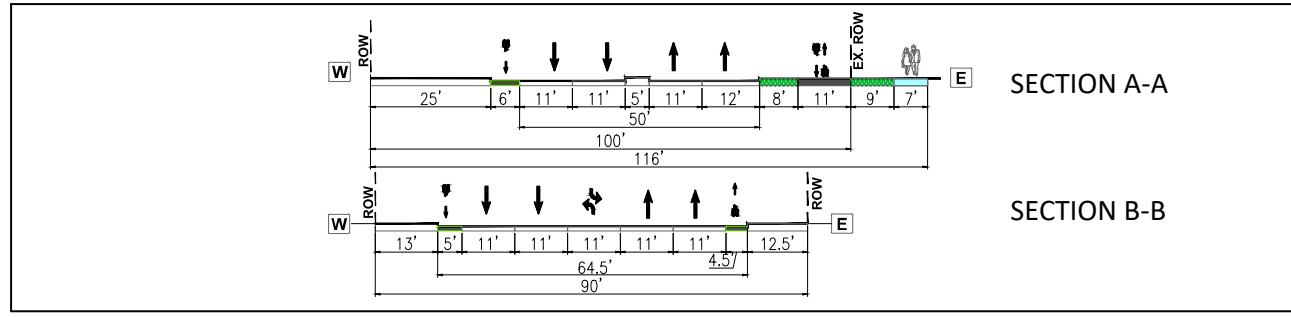 ROW
EX. ROW
W
E
SECTION A-A
25' 6' 11' 11' 5' 11' 12' 8' 11' 9' 7'
50'
100'
116'
ROW
ROW
SECTION B-B
W
E
13' 5' 11' 11' 11' 11' 11' 4.5' 12.5'
64.5'
90'